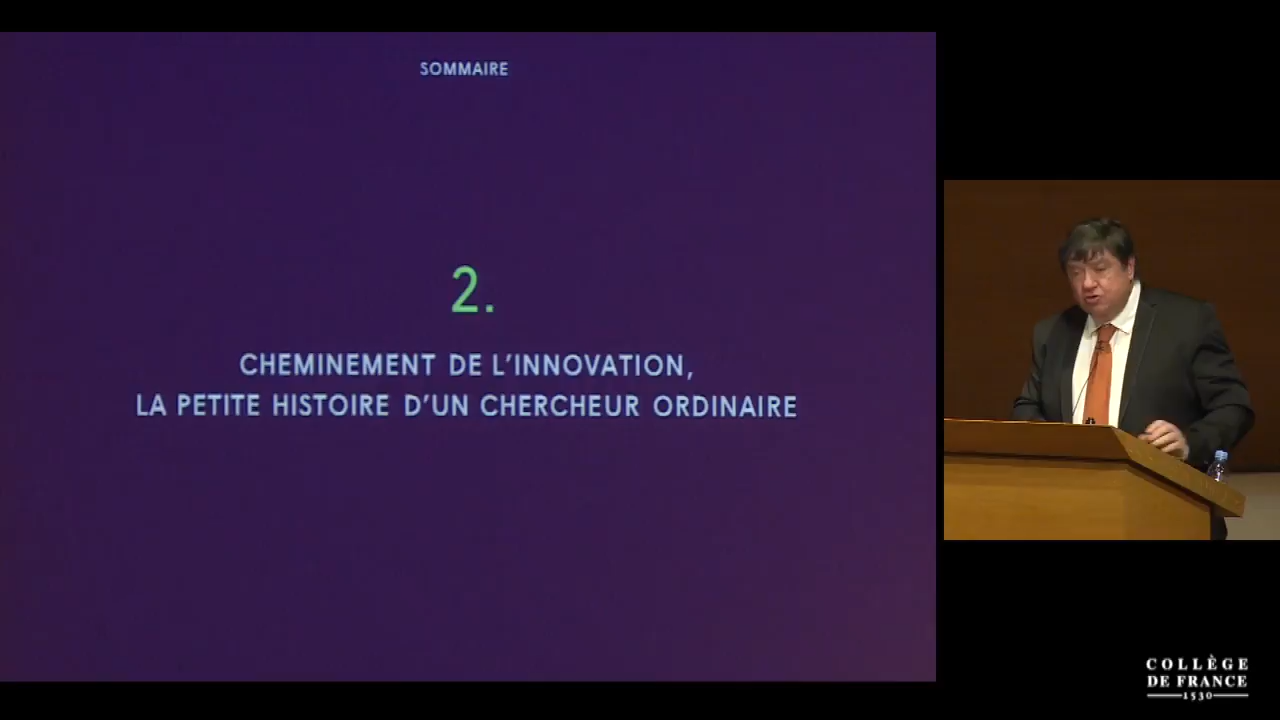 SOMMAIRE
2.
CHEMINEMENT DE L'INNOVATION,
LA PETITE HISTOIRE D'UN CHERCHEUR ORDINAIRE
COLLÈGE
DE FRANCE
1530